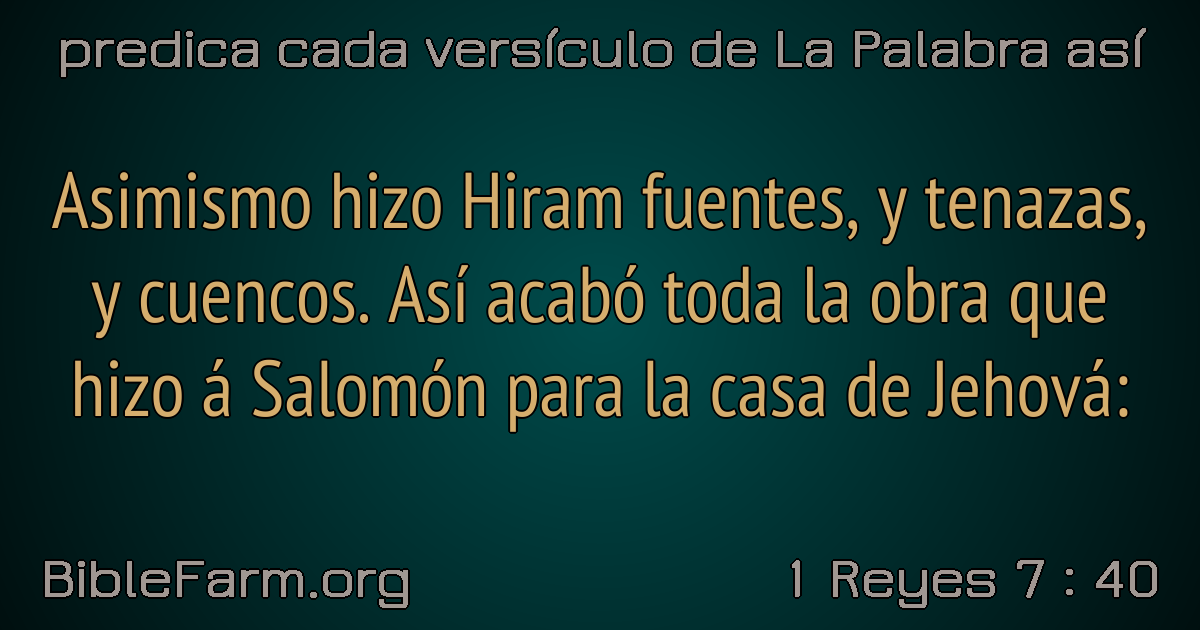 predica cada versículo de La Palabra así
Asimismo hizo Hiram fuentes, y tenazas,
y cuencos. Así acabó toda la obra que
hizo á Salomón para la casa de Jehová:
BibleFarm.org
1 Reyes 7 : 40